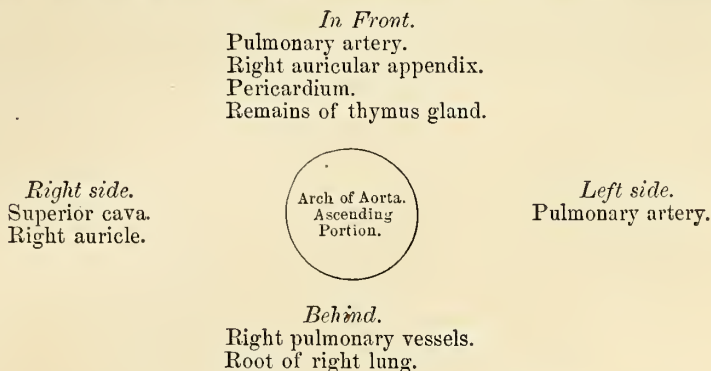 In Front.
Pulmonary artery.
Right auricular appendix.
Pericardium.
Remains of thymus gland.
Right side.
Superior cava.
Right auricle.
Arch of Aorta.
Ascending
Portion.
Left side.
Pulmonary artery.
Behind.
Right pulmonary vessels.
Root of right lung.